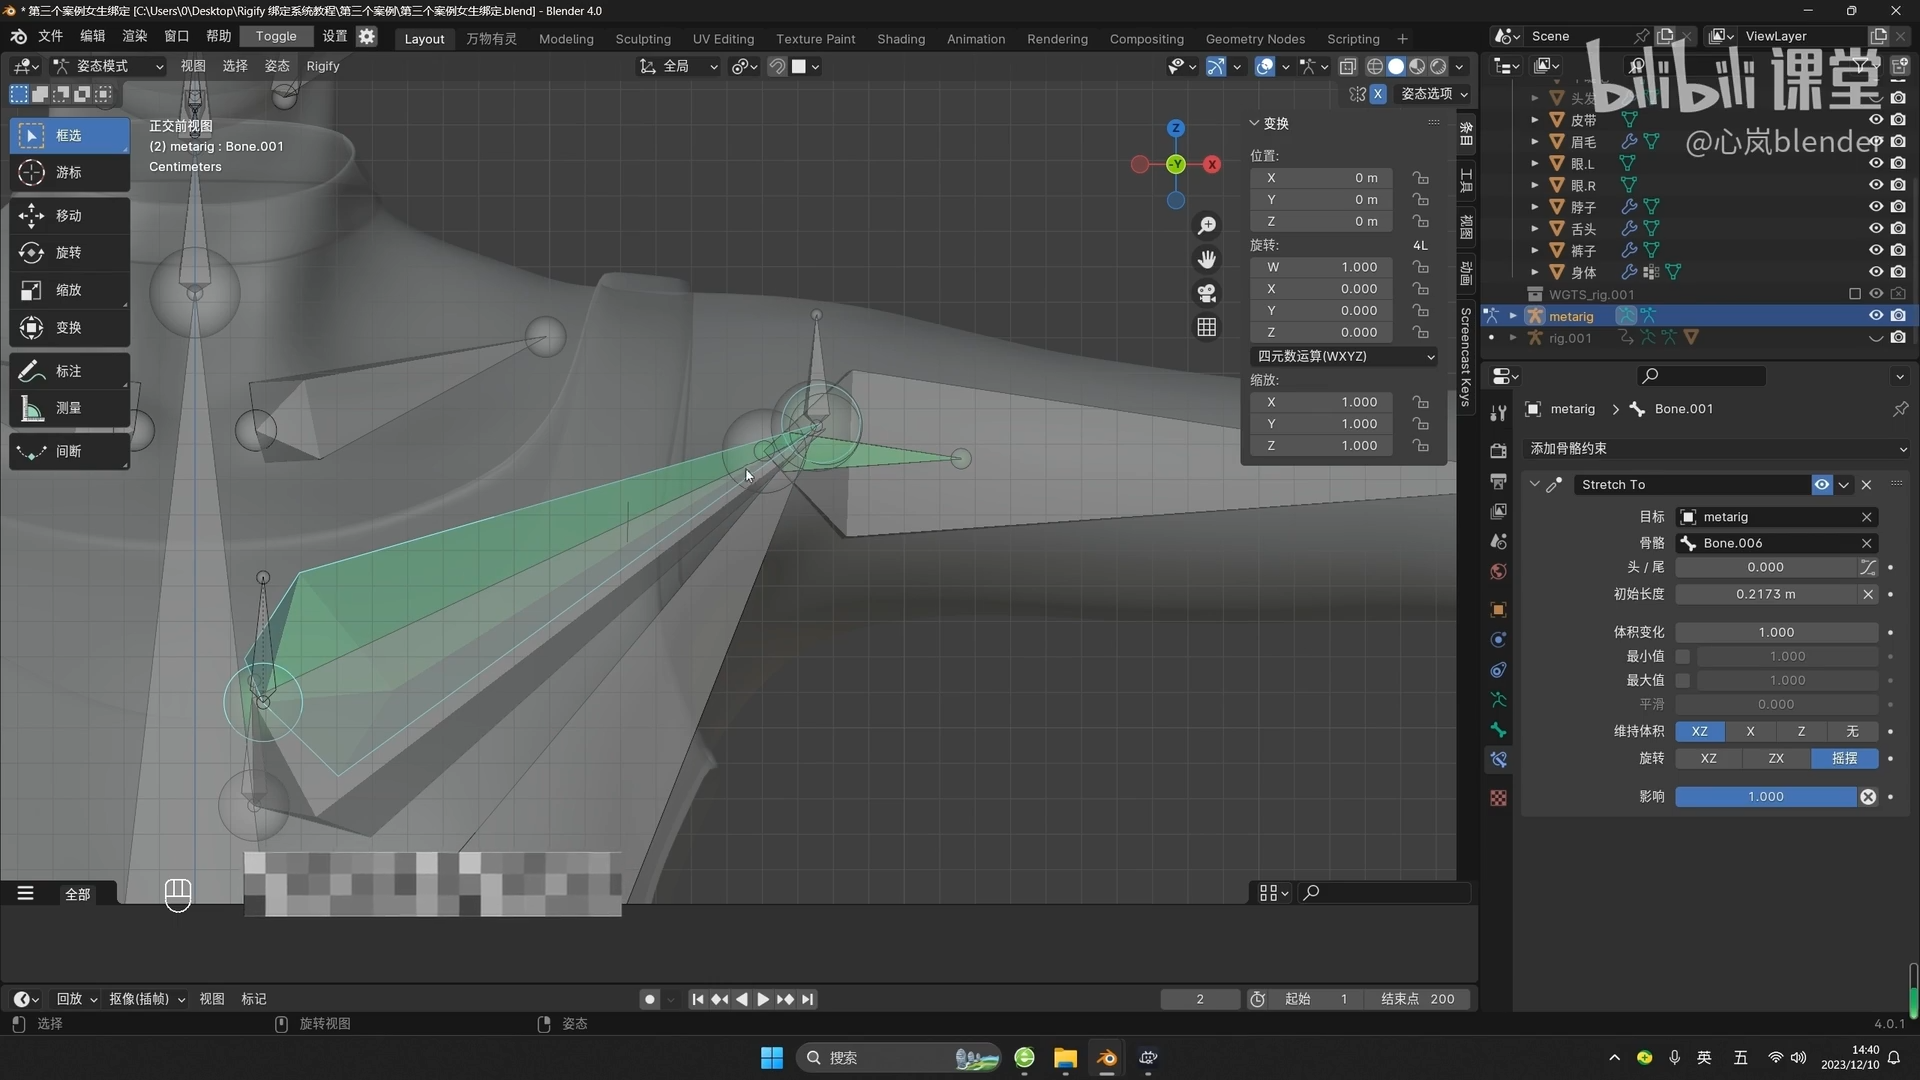 * 第三个案例女生绑定 [C:\Users\0\Desktop\Rigify 绑定系统教程\第三个案例\第三个案例女生绑定.blend] - Blender 4.0
文件 编辑 渲染 窗口 帮助 Toggle 设置 Layout 万物有灵 Modeling Sculpting UV Editing Texture Paint Shading Animation Rendering Compositing Geometry Nodes Scripting Scene ViewLayer
姿态模式 视图 选择 姿态 Rigify 全局
X 姿态选项
bilibili 课堂
@心岚blender
正交前视图
(2) metarig : Bone.001
Centimeters
框选
游标
移动
旋转
缩放
变换
标注
测量
间断
Z
-Y
X
变换
位置:
X 0 m
Y 0 m
Z 0 m
旋转: 4L
W 1.000
X 0.000
Y 0.000
Z 0.000
四元数运算(WXYZ)
缩放:
X 1.000
Y 1.000
Z 1.000
条目
工具
视图
动画
Screencast Keys
头发
皮带
眉毛
眼.L
眼.R
脖子
舌头
裤子
身体
WGTS_rig.001
metarig
rig.001
metarig Bone.001
添加骨骼约束
Stretch To
目标 metarig
骨骼 Bone.006
头 / 尾 0.000
初始长度 0.2173 m
体积变化 1.000
最小值 1.000
最大值 1.000
平滑 0.000
维持体积 XZ X Z 无
旋转 XZ ZX 摇摆
影响 1.000
全部
回放 抠像(插帧) 视图 标记 2 起始 1 结束点 200
选择 旋转视图 姿态 4.0.1
搜索 英 五 14:40
2023/12/10